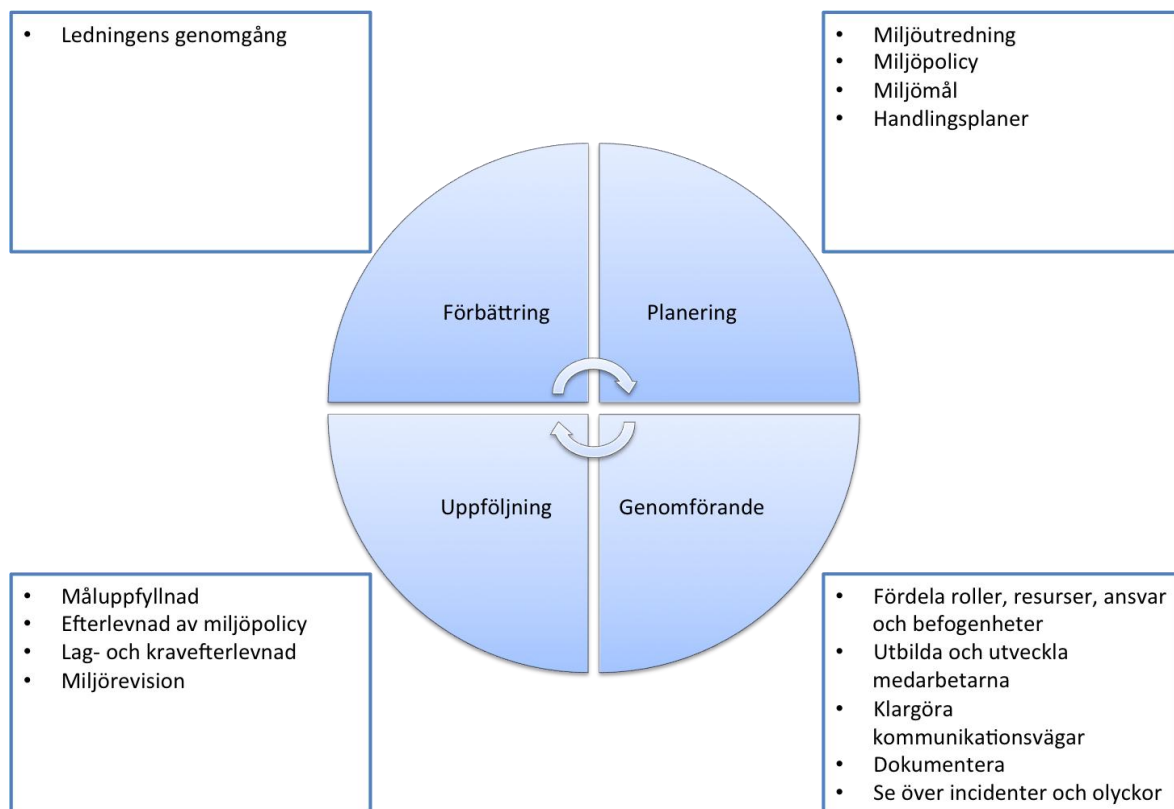 • Ledningens genomgång
• Miljöutredning
• Miljöpolicy
• Miljömål
• Handlingsplaner
Förbättring
Planering
Uppföljning
Genomförande
• Måluppfyllnad
• Efterlevnad av miljöpolicy
• Lag- och kravefterlevnad
• Miljörevision
• Fördela roller, resurser, ansvar
och befogenheter
• Utbilda och utveckla
medarbetarna
• Klargöra
kommunikationsvägar
• Dokumentera
• Se över incidenter och olyckor